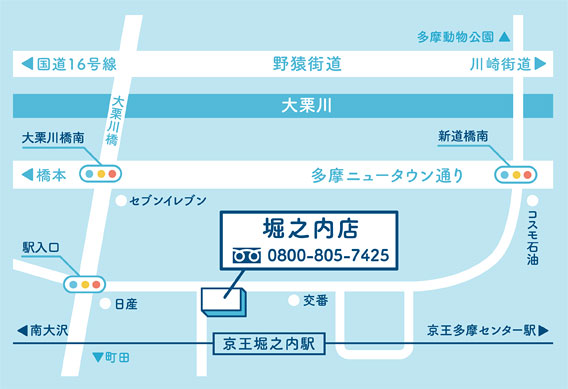 多摩動物公園▲
◀国道16号線
野猿街道
川崎街道▶
大栗川橋
大栗川
大栗川橋南
新道橋南
◀橋本
多摩ニュータウン通り
セブンイレブン
コスモ石油
堀之内店
0800-805-7425
駅入口
日産
交番
◀南大沢
京王堀之内駅
京王多摩センター駅▶
▼町田